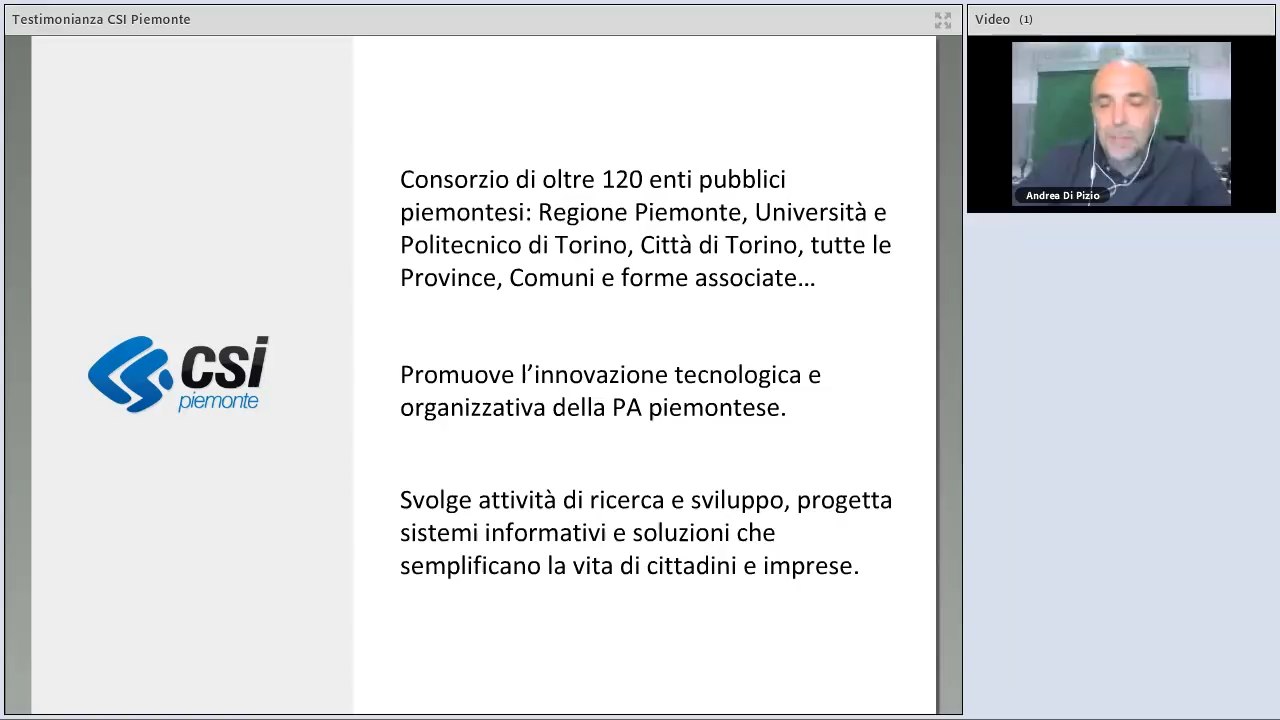 Testimonianza CSI Piemonte
Video (1)
Andrea Di Pizio
Consorzio di oltre 120 enti pubblici
piemontesi: Regione Piemonte, Università e
Politecnico di Torino, Città di Torino, tutte le
Province, Comuni e forme associate…
csi
piemonte
Promuove l’innovazione tecnologica e
organizzativa della PA piemontese.
Svolge attività di ricerca e sviluppo, progetta
sistemi informativi e soluzioni che
semplificano la vita di cittadini e imprese.